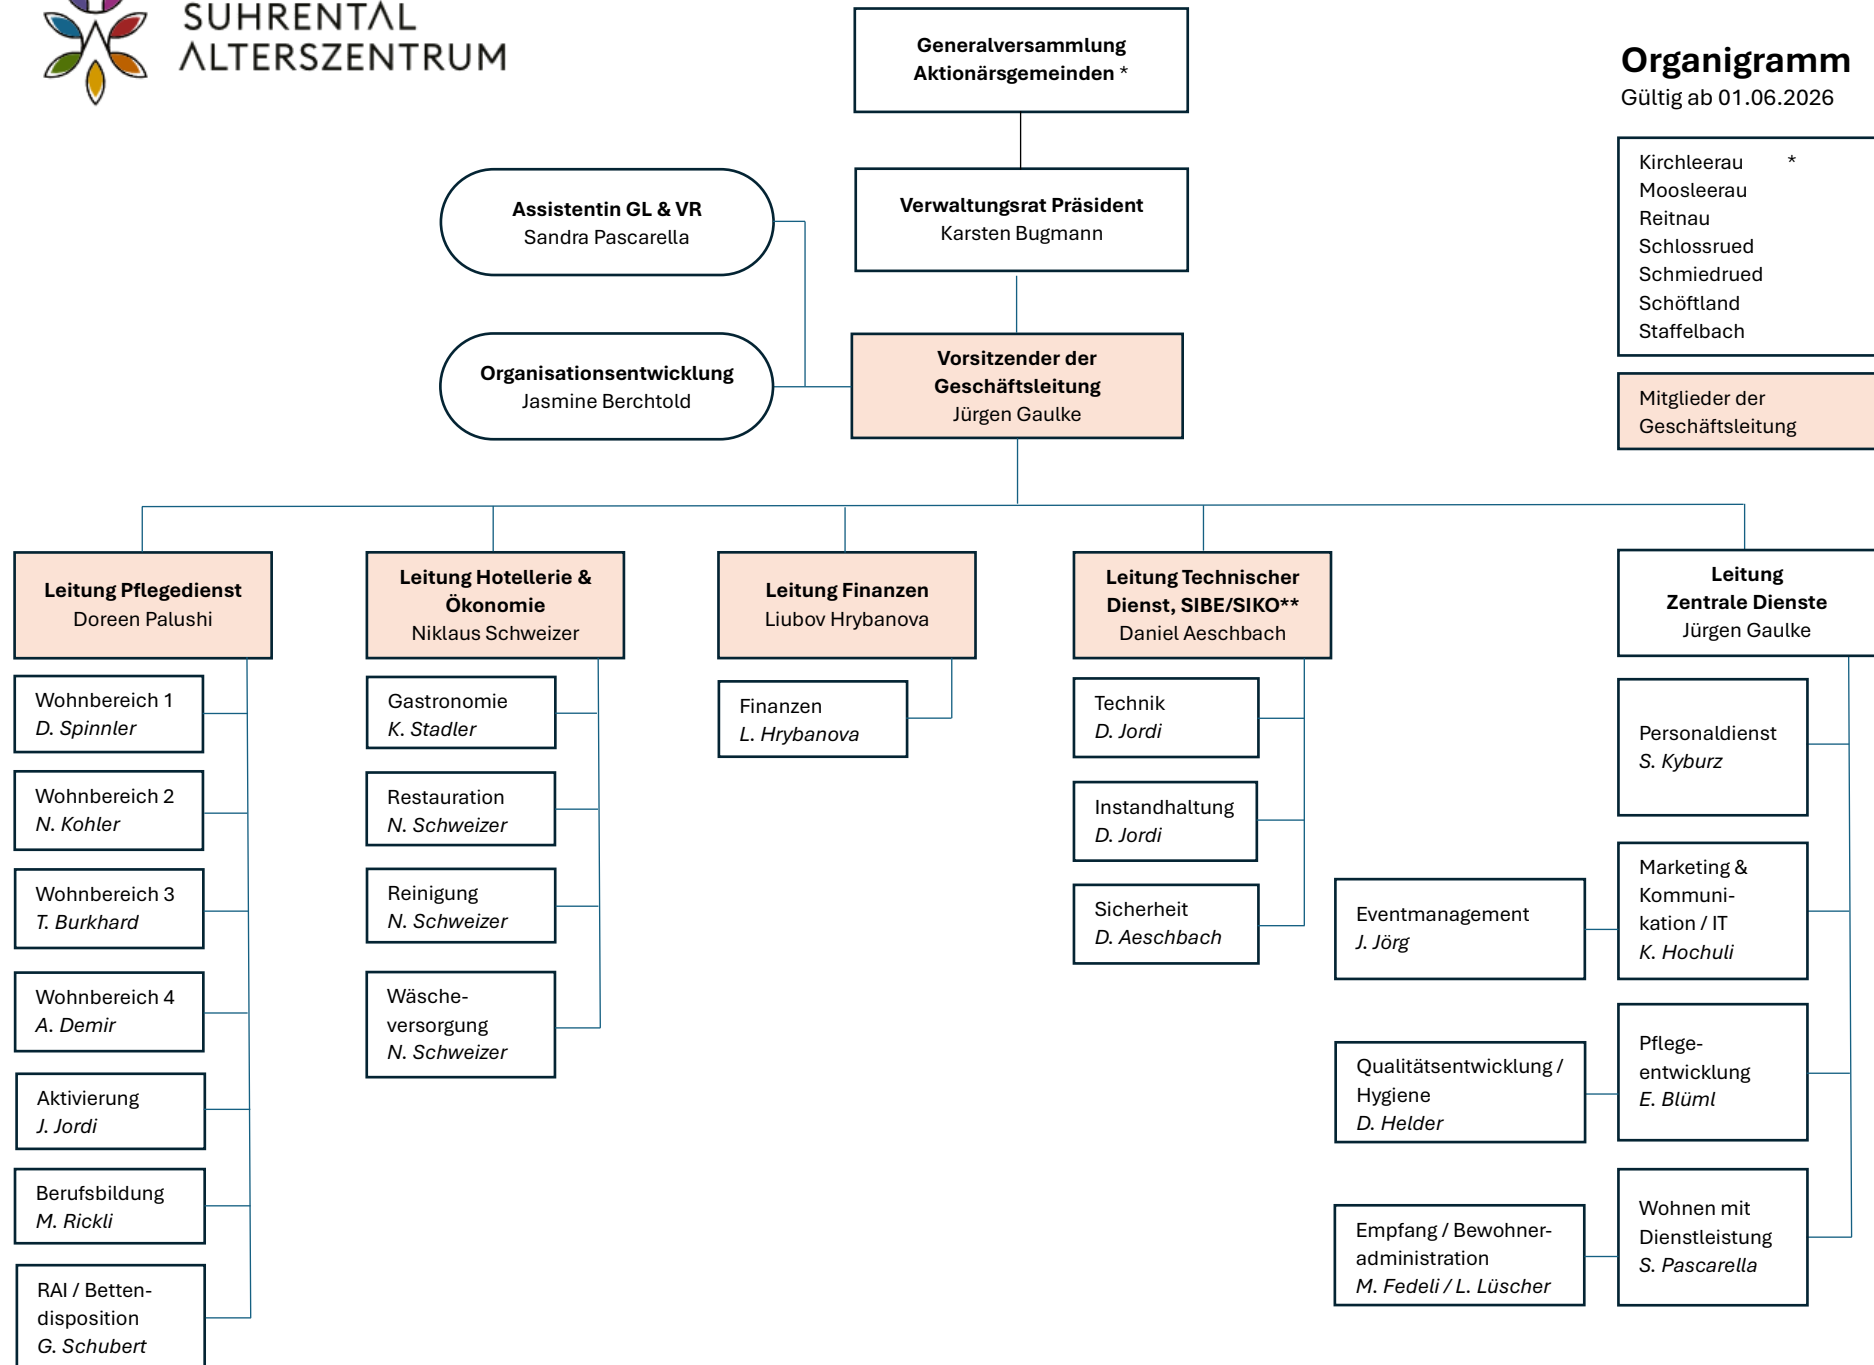 SUHRENTAL
ALTERSZENTRUM
Generalversammlung
Aktionärsgemeinden *
Organigramm
Gültig ab 01.06.2026
Kirchleerau *
Moosleerau
Reitnau
Schlossrued
Schmiedrued
Schöftland
Staffelbach
Assistentin GL & VR
Sandra Pascarella
Verwaltungsrat Präsident
Karsten Bugmann
Organisationsentwicklung
Jasmine Berchtold
Vorsitzender der
Geschäftsleitung
Jürgen Gaulke
Mitglieder der
Geschäftsleitung
Leitung Pflegedienst
Doreen Palushi
Leitung Hotellerie &
Ökonomie
Niklaus Schweizer
Leitung Finanzen
Liubov Hrybanova
Leitung Technischer
Dienst, SIBE/SIKO**
Daniel Aeschbach
Leitung
Zentrale Dienste
Jürgen Gaulke
Wohnbereich 1
D. Spinnler
Wohnbereich 2
N. Kohler
Wohnbereich 3
T. Burkhard
Wohnbereich 4
A. Demir
Aktivierung
J. Jordi
Berufsbildung
M. Rickli
RAI / Betten-
disposition
G. Schubert
Gastronomie
K. Stadler
Restauration
N. Schweizer
Reinigung
N. Schweizer
Wäsche-
versorgung
N. Schweizer
Finanzen
L. Hrybanova
Technik
D. Jordi
Instandhaltung
D. Jordi
Sicherheit
D. Aeschbach
Personaldienst
S. Kyburz
Marketing &
Kommuni-
kation / IT
K. Hochuli
Eventmanagement
J. Jörg
Pflege-
entwicklung
E. Blüml
Qualitätsentwicklung /
Hygiene
D. Helder
Wohnen mit
Dienstleistung
S. Pascarella
Empfang / Bewohner-
administration
M. Fedeli / L. Lüscher